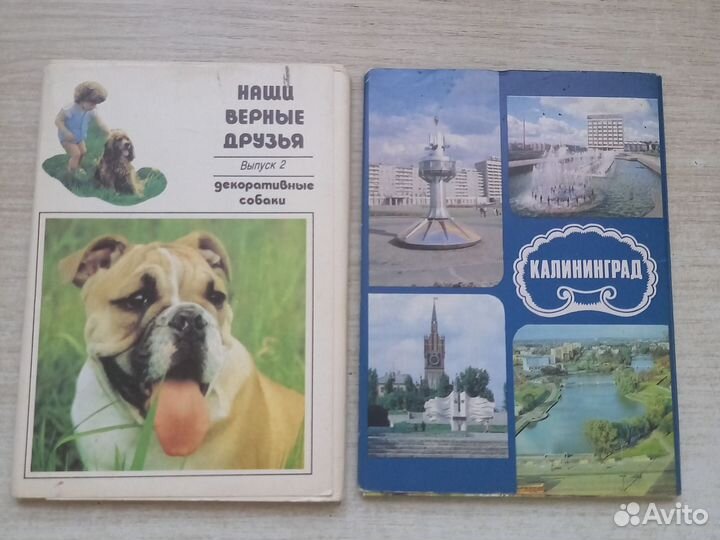 НАШИ
ВЕРНЫЕ
ДРУЗЬЯ
Выпуск 2
декоративные
собаки
КАЛИНИНГРАД
Avito